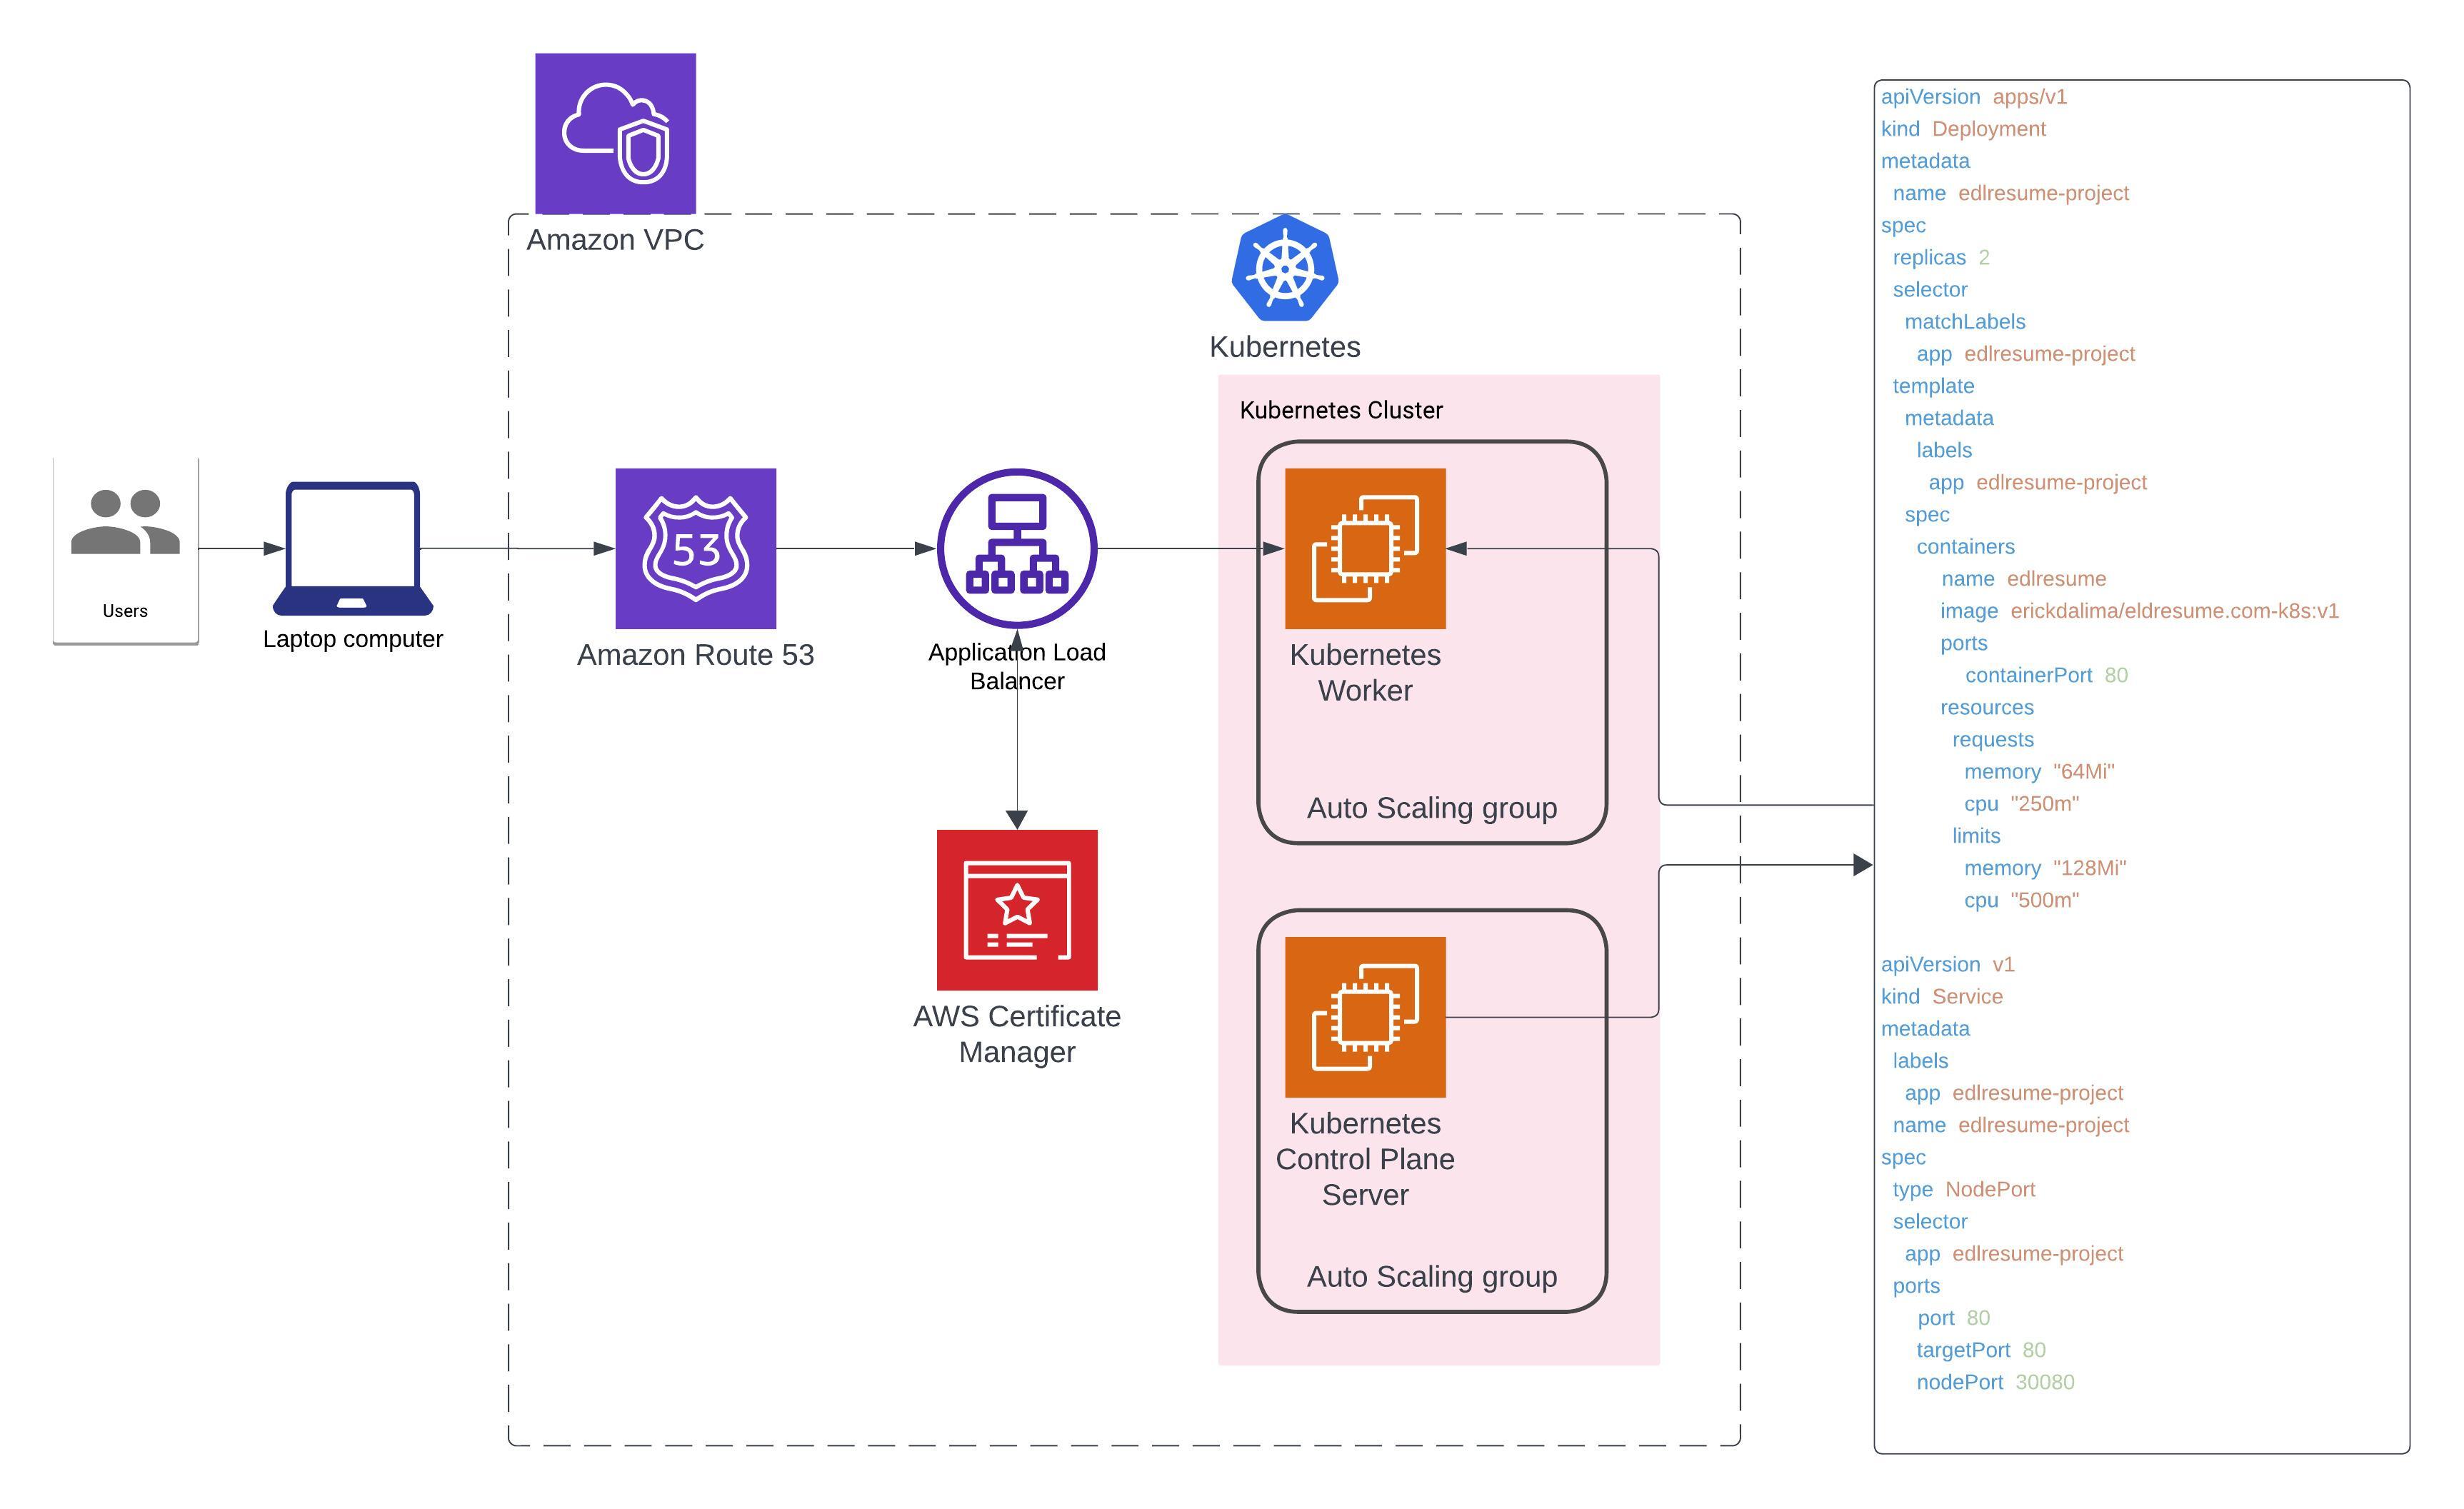 Amazon VPC
Kubernetes
Kubernetes Cluster
Users
Laptop computer
53
Amazon Route 53
Application Load
Balancer
Kubernetes
Worker
Auto Scaling group
AWS Certificate
Manager
Kubernetes
Control Plane
Server
Auto Scaling group
apiVersion apps/v1
kind Deployment
metadata
name edlresume-project
spec
replicas 2
selector
matchLabels
app edlresume-project
template
metadata
labels
app edlresume-project
spec
containers
name edlresume
image erickdalima/eldresume.com-k8s:v1
ports
containerPort 80
resources
requests
memory "64Mi"
cpu "250m"
limits
memory "128Mi"
cpu "500m"
apiVersion v1
kind Service
metadata
labels
app edlresume-project
name edlresume-project
spec
type NodePort
selector
app edlresume-project
ports
port 80
targetPort 80
nodePort 30080